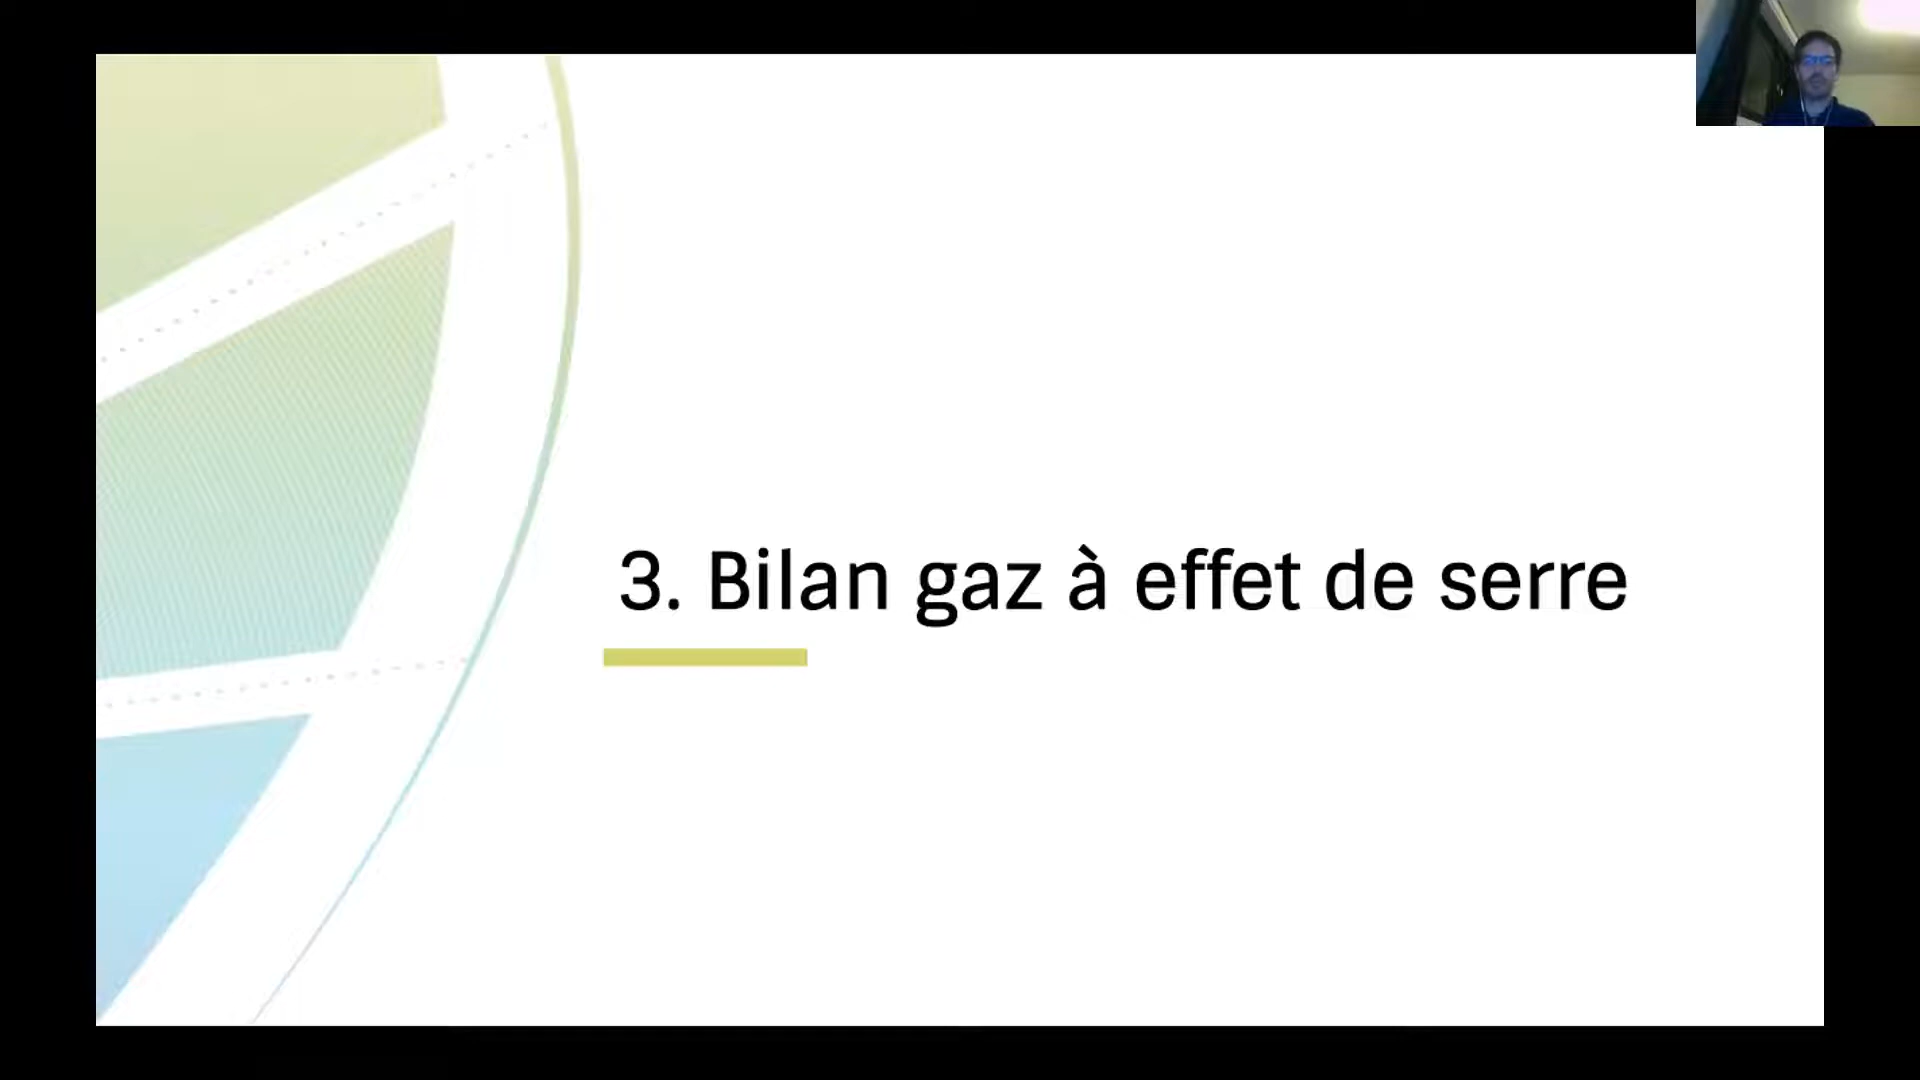 3. Bilan gaz à effet de serre